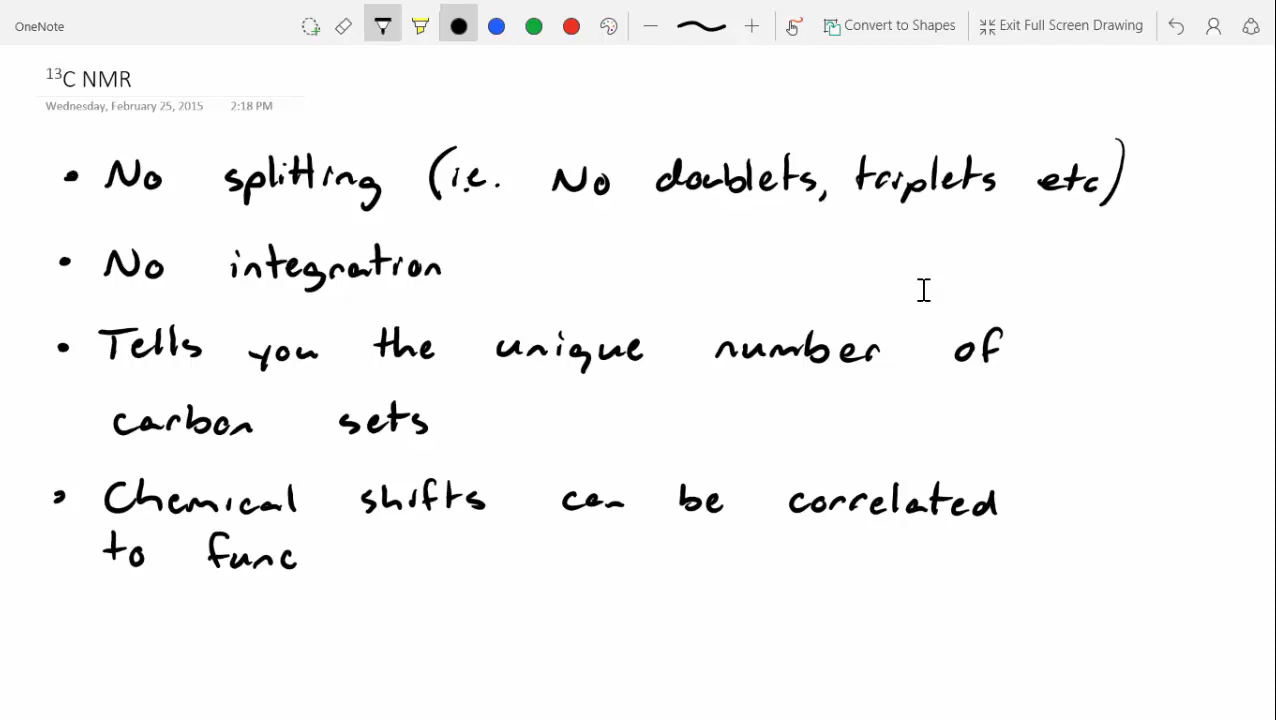 OneNote
Convert to Shapes
Exit Full Screen Drawing
¹³C NMR
Wednesday, February 25, 2015 2:18 PM
• No splitting (i.e. No doublets, triplets etc)
• No integration
• Tells you the unique number of
carbon sets
• Chemical shifts can be correlated
to func